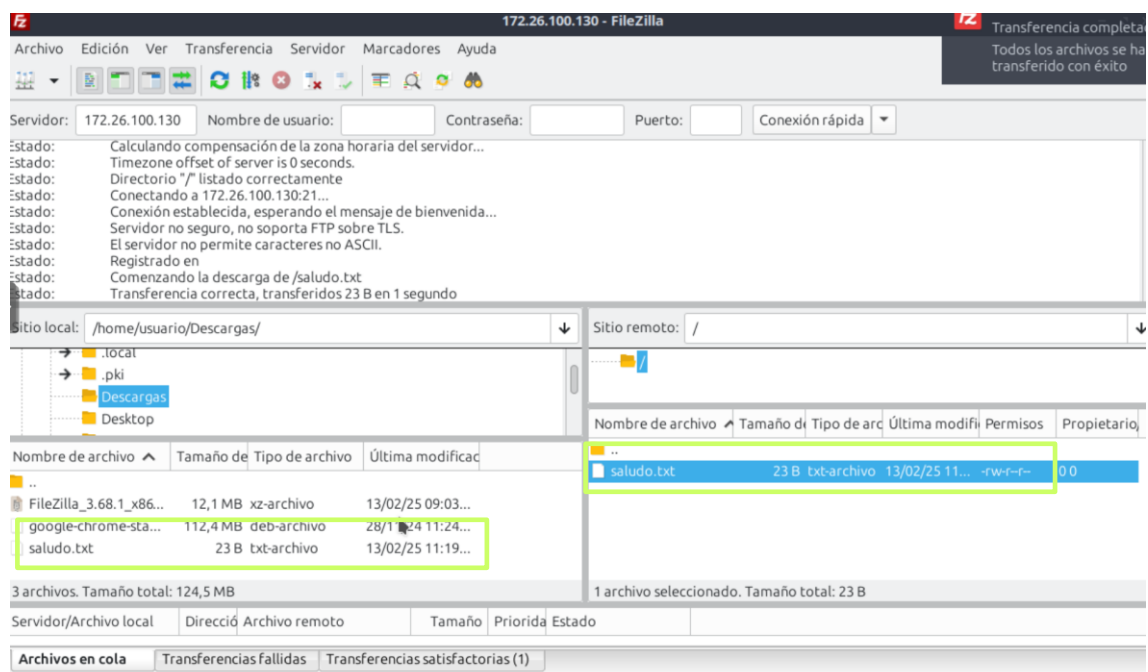 172.26.100.130 - FileZilla
Transferencia completa
Todos los archivos se ha
transferido con éxito
Archivo Edición Ver Transferencia Servidor Marcadores Ayuda
Servidor: 172.26.100.130 Nombre de usuario: Contraseña: Puerto: Conexión rápida
Estado: Calculando compensación de la zona horaria del servidor...
Estado: Timezone offset of server is 0 seconds.
Estado: Directorio "/" listado correctamente
Estado: Conectando a 172.26.100.130:21...
Estado: Conexión establecida, esperando el mensaje de bienvenida...
Estado: Servidor no seguro, no soporta FTP sobre TLS.
Estado: El servidor no permite caracteres no ASCII.
Estado: Registrado en
Estado: Comenzando la descarga de /saludo.txt
Estado: Transferencia correcta, transferidos 23 B en 1 segundo
Sitio local: /home/usuario/Descargas/
.local
.pki
Descargas
Desktop
Nombre de archivo Tamaño de Tipo de archivo Última modificac
..
FileZilla_3.68.1_x86... 12,1 MB xz-archivo 13/02/25 09:03...
google-chrome-sta... 112,4 MB deb-archivo 28/11/24 11:24...
saludo.txt 23 B txt-archivo 13/02/25 11:19...
3 archivos. Tamaño total: 124,5 MB
Sitio remoto: /
/
Nombre de archivo Tamaño de Tipo de arc Última modifi Permisos Propietario,
..
saludo.txt 23 B txt-archivo 13/02/25 11... -rw-r--r-- 0 0
1 archivo seleccionado. Tamaño total: 23 B
Servidor/Archivo local Direcció Archivo remoto Tamaño Priorida Estado
Archivos en cola Transferencias fallidas Transferencias satisfactorias (1)